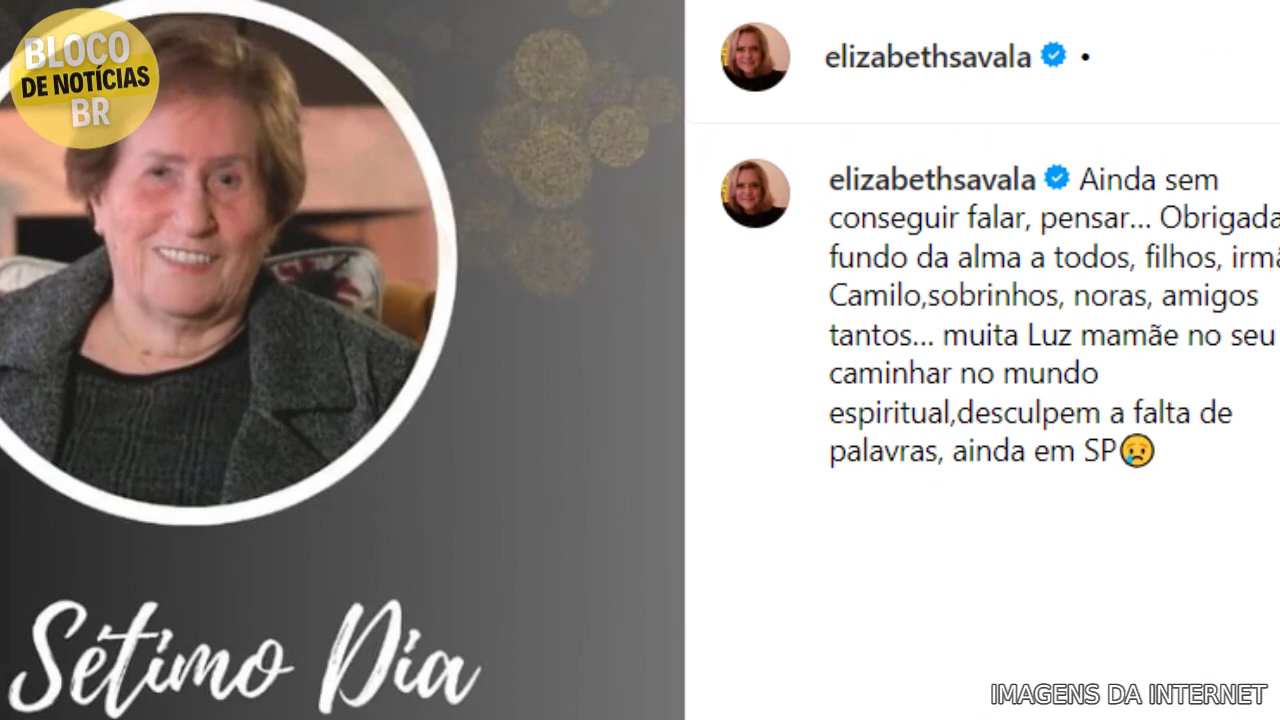 BLOCO
DE NOTÍCIAS
BR
Sétimo Dia
elizabethsavala •
elizabethsavala Ainda sem
conseguir falar, pensar... Obrigada
fundo da alma a todos, filhos, irmã
Camilo,sobrinhos, noras, amigos
tantos... muita Luz mamãe no seu
caminhar no mundo
espiritual,desculpem a falta de
palavras, ainda em SP😢
IMAGENS DA INTERNET